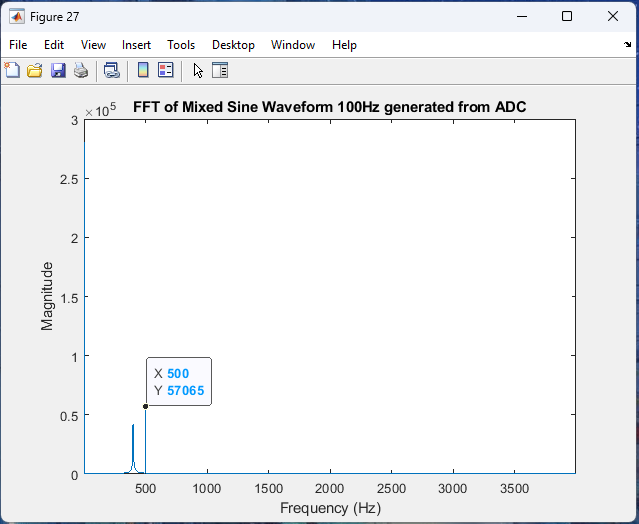 Figure 27
File Edit View Insert Tools Desktop Window Help
FFT of Mixed Sine Waveform 100Hz generated from ADC
×10⁵
3
2.5
2
1.5
1
0.5
0
Magnitude
X 500
Y 57065
500 1000 1500 2000 2500 3000 3500
Frequency (Hz)